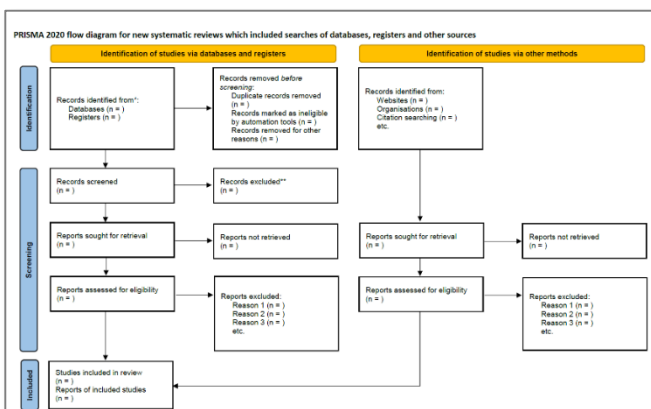 PRISMA 2020 flow diagram for new systematic reviews which included searches of databases, registers and other sources
Identification of studies via databases and registers
Identification of studies via other methods
Identification
Records identified from*:
Databases (n = )
Registers (n = )
Records removed before
screening:
Duplicate records removed
(n = )
Records marked as ineligible
by automation tools (n = )
Records removed for other
reasons (n = )
Records identified from:
Websites (n = )
Organisations (n = )
Citation searching (n = )
etc.
Screening
Records screened
(n = )
Records excluded**
(n = )
Reports sought for retrieval
(n = )
Reports not retrieved
(n = )
Reports sought for retrieval
(n = )
Reports not retrieved
(n = )
Reports assessed for eligibility
(n = )
Reports excluded:
Reason 1 (n = )
Reason 2 (n = )
Reason 3 (n = )
etc.
Reports assessed for eligibility
(n = )
Reports excluded:
Reason 1 (n = )
Reason 2 (n = )
Reason 3 (n = )
etc.
Included
Studies included in review
(n = )
Reports of included studies
(n = )